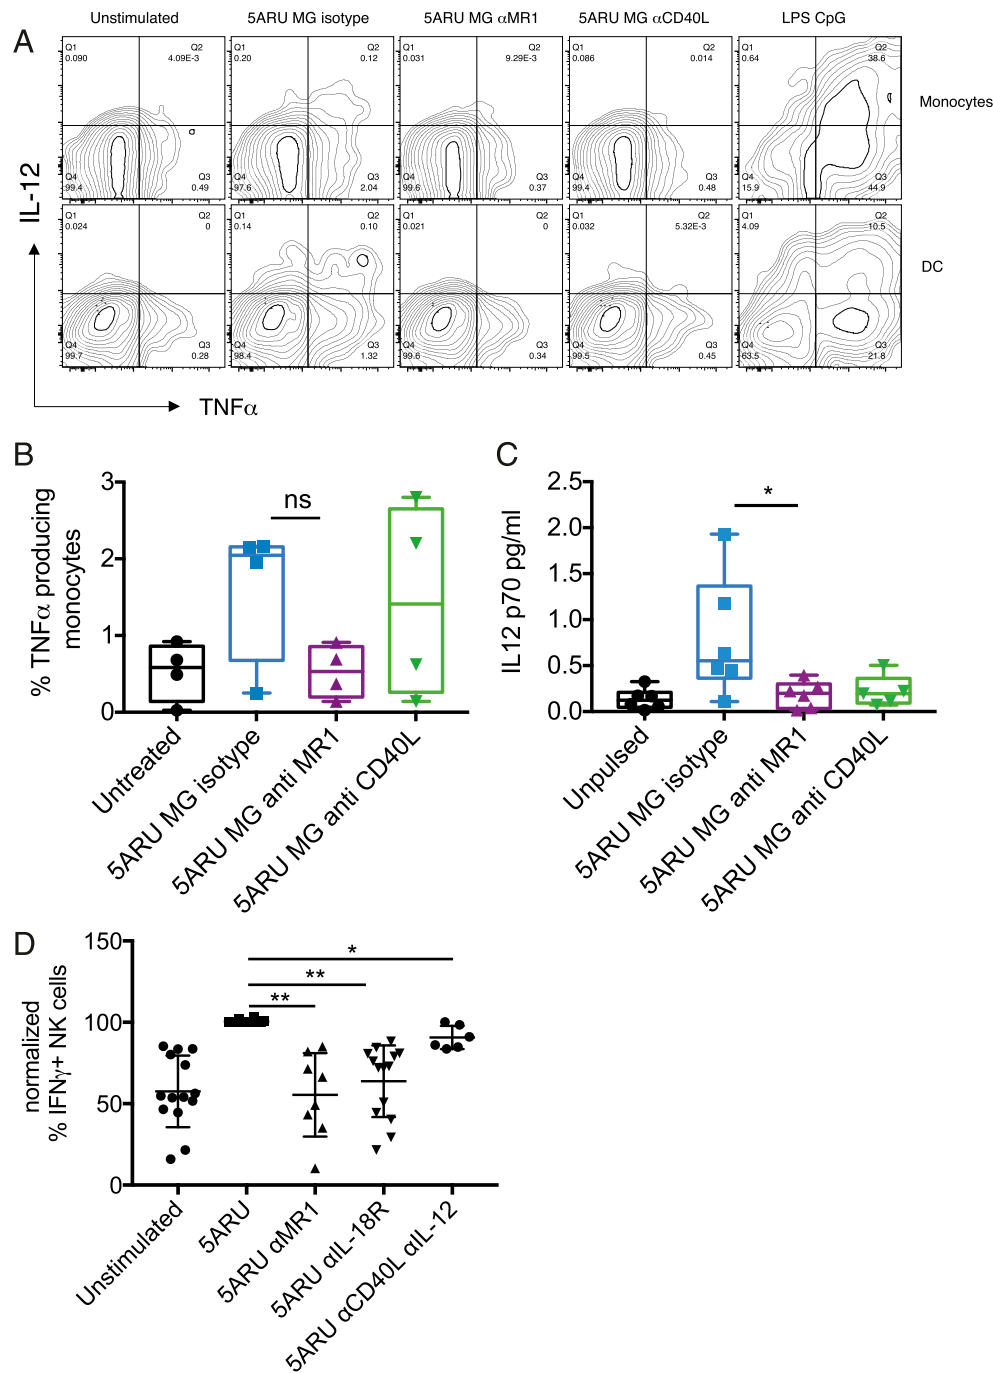 A
Unstimulated
5ARU MG isotype
5ARU MG αMR1
5ARU MG αCD40L
LPS CpG
Q1 0.090
Q2 4.09E-3
Q4 99.4
Q3 0.49
Q1 0.20
Q2 0.12
Q4 97.6
Q3 2.04
Q1 0.031
Q2 9.29E-3
Q4 99.6
Q3 0.37
Q1 0.086
Q2 0.014
Q4 99.4
Q3 0.48
Q1 0.64
Q2 38.6
Q4 15.9
Q3 44.9
Monocytes
Q1 0.024
Q2 0
Q4 99.7
Q3 0.28
Q1 0.14
Q2 0.10
Q4 98.4
Q3 1.32
Q1 0.021
Q2 0
Q4 99.6
Q3 0.34
Q1 0.032
Q2 5.32E-3
Q4 99.5
Q3 0.45
Q1 4.09
Q2 10.5
Q4 63.5
Q3 21.8
DC
IL-12
TNFα
B
% TNFα producing
monocytes
3
2
1
0
ns
Untreated
5ARU MG isotype
5ARU MG anti MR1
5ARU MG anti CD40L
C
IL12 p70 pg/ml
2.5
2.0
1.5
1.0
0.5
0.0
*
Unpulsed
5ARU MG isotype
5ARU MG anti MR1
5ARU MG anti CD40L
D
normalized
% IFNγ+ NK cells
150
100
50
0
*
**
**
Unstimulated
5ARU
5ARU αMR1
5ARU αIL-18R
5ARU αCD40L αIL-12